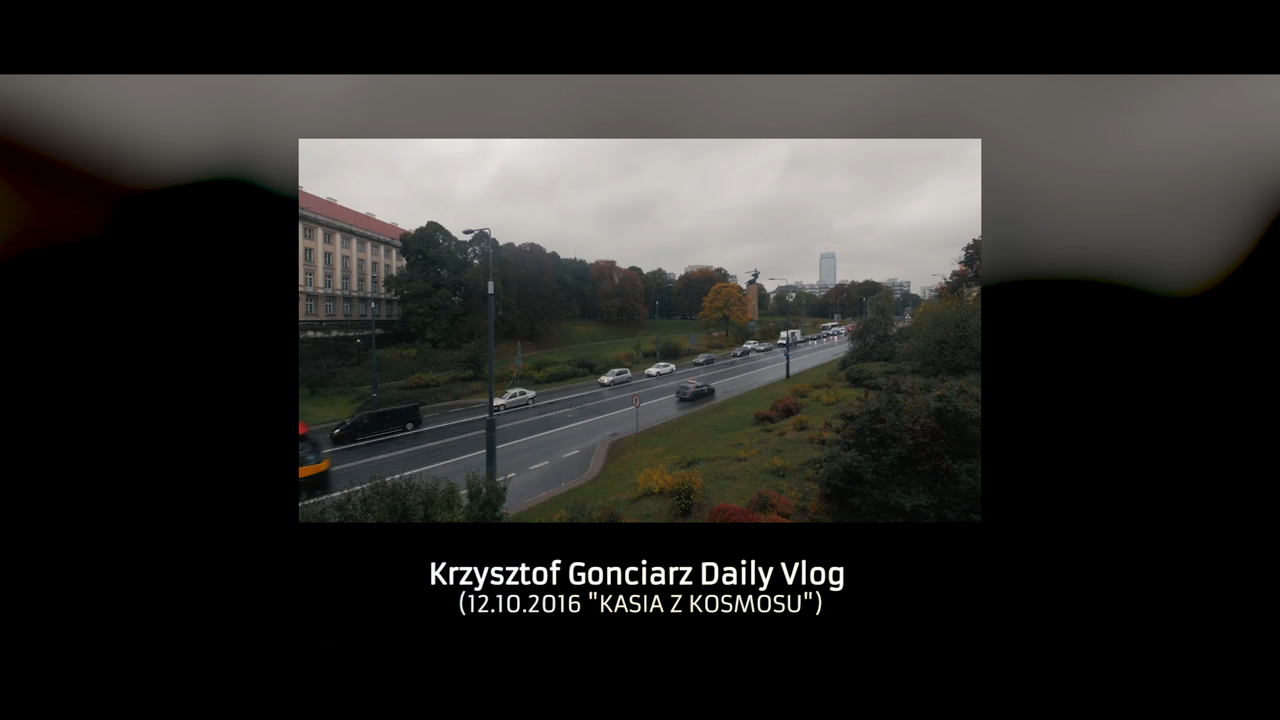 Krzysztof Gonciarz Daily Vlog
(12.10.2016 "KASIA Z KOSMOSU")